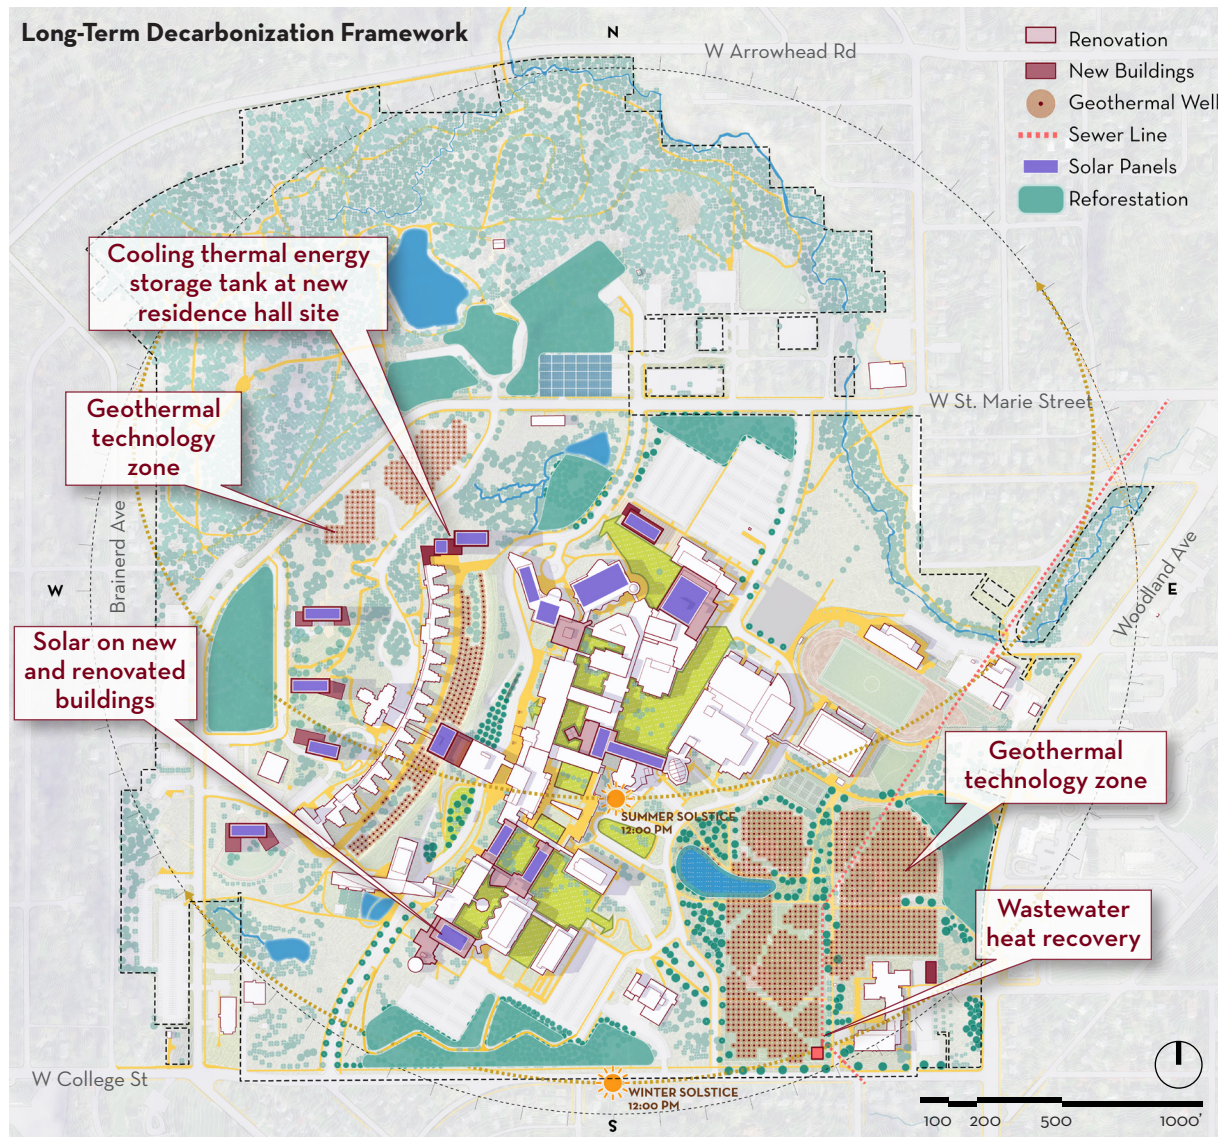 Long-Term Decarbonization Framework
N
W Arrowhead Rd
Renovation
New Buildings
Geothermal Well
Sewer Line
Solar Panels
Reforestation
Cooling thermal energy
storage tank at new
residence hall site
Geothermal
technology
zone
W St. Marie Street
Brainerd Ave
W
E
Woodland Ave
Solar on new
and renovated
buildings
Geothermal
technology zone
SUMMER SOLSTICE
12:00 PM
Wastewater
heat recovery
W College St
WINTER SOLSTICE
12:00 PM
S
100 200 500 1000'